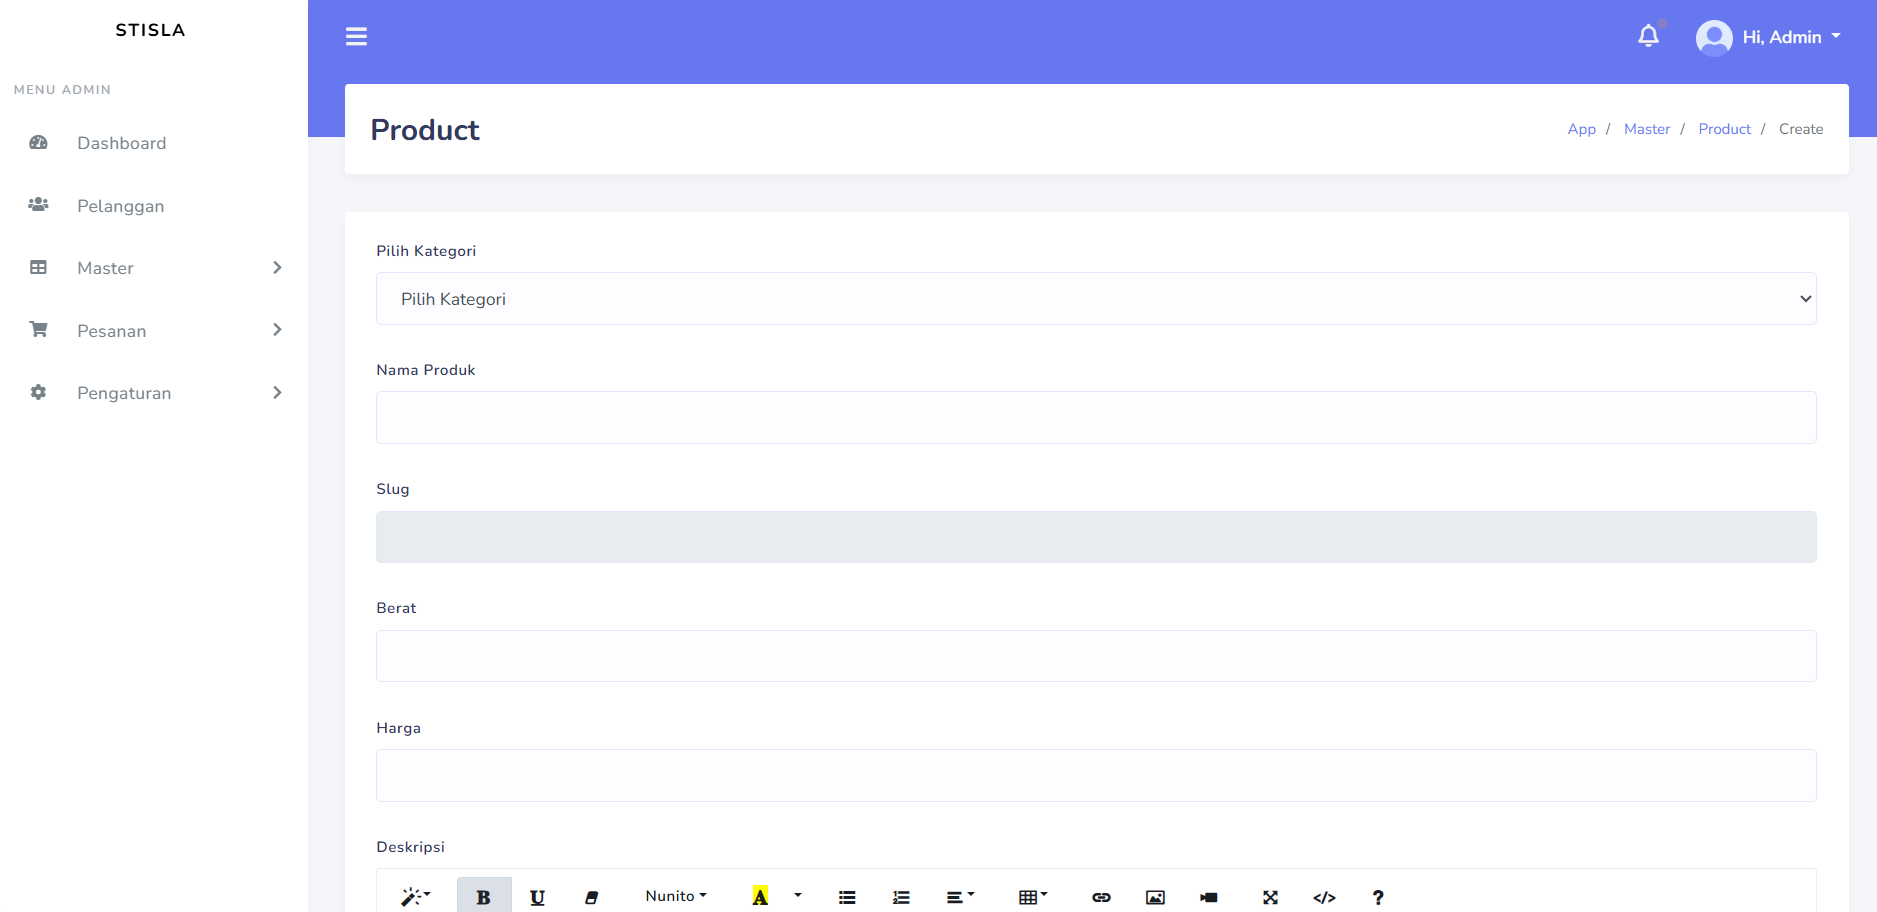 STISLA
Hi, Admin
MENU ADMIN
Dashboard
Pelanggan
Master
Pesanan
Pengaturan
Product
App / Master / Product / Create
Pilih Kategori
Pilih Kategori
Nama Produk
Slug
Berat
Harga
Deskripsi
B U Nunito A </> ?